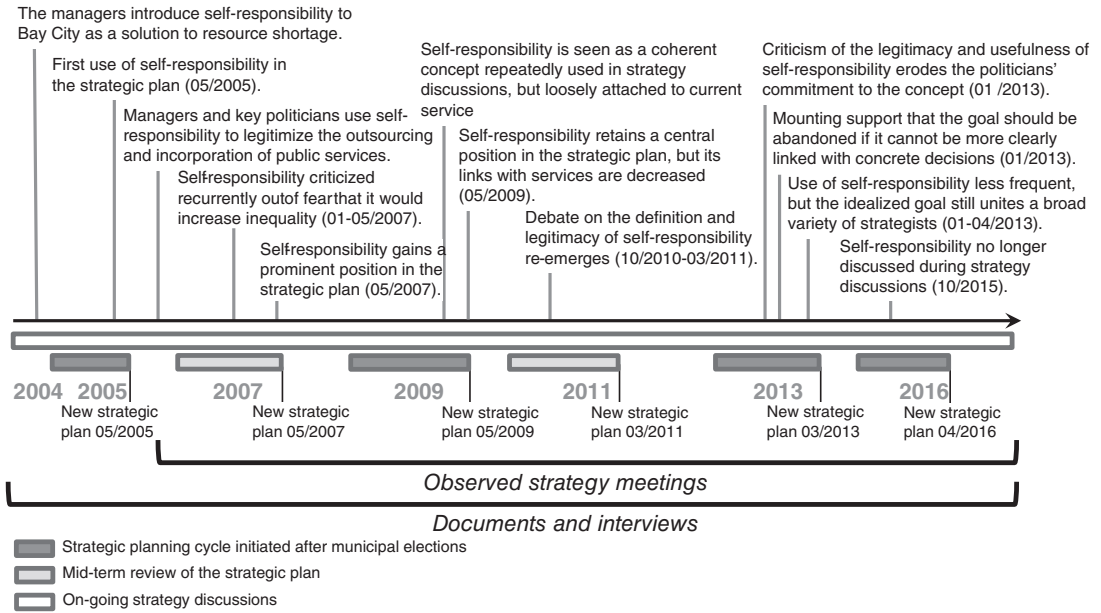 The managers introduce self-responsibility to
Bay City as a solution to resource shortage.
First use of self-responsibility in
the strategic plan (05/2005).
Managers and key politicians use self-
responsibility to legitimize the outsourcing
and incorporation of public services.
Self-responsibility criticized
recurrently outof fearthat it would
increase inequality (01-05/2007).
Self-responsibility gains a
prominent position in the
strategic plan (05/2007).
Self-responsibility is seen as a coherent
concept repeatedly used in strategy
discussions, but loosely attached to current
service
Self-responsibility retains a central
position in the strategic plan, but its
links with services are decreased
(05/2009).
Debate on the definition and
legitimacy of self-responsibility
re-emerges (10/2010-03/2011).
Criticism of the legitimacy and usefulness of
self-responsibility erodes the politicians'
commitment to the concept (01 /2013).
Mounting support that the goal should be
abandoned if it cannot be more clearly
linked with concrete decisions (01/2013).
Use of self-responsibility less frequent,
but the idealized goal still unites a broad
variety of strategists (01-04/2013).
Self-responsibility no longer
discussed during strategy
discussions (10/2015).
2004 2005 2007 2009 2011 2013 2016
New strategic
plan 05/2005
New strategic
plan 05/2007
New strategic
plan 05/2009
New strategic
plan 03/2011
New strategic
plan 03/2013
New strategic
plan 04/2016
Observed strategy meetings
Documents and interviews
Strategic planning cycle initiated after municipal elections
Mid-term review of the strategic plan
On-going strategy discussions